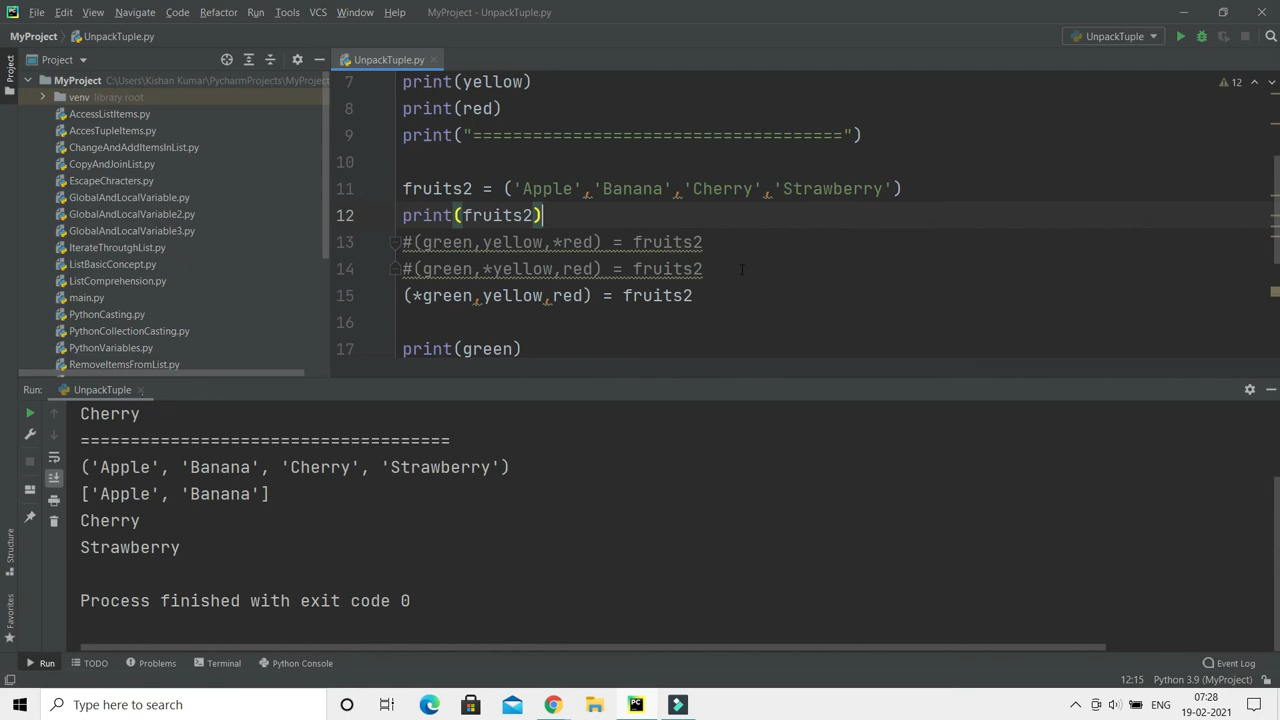 File Edit View Navigate Code Refactor Run Tools VCS Window Help MyProject - UnpackTuple.py
MyProject UnpackTuple.py UnpackTuple
Project
Project
UnpackTuple.py
MyProject C:\Users\Kishan Kumar\PycharmProjects\MyProject
venv library root
AccessListItems.py
AccesTupleItems.py
ChangeAndAddItemsInList.py
CopyAndJoinList.py
EscapeChracters.py
GlobalAndLocalVariable.py
GlobalAndLocalVariable2.py
GlobalAndLocalVariable3.py
IterateThroutghList.py
ListBasicConcept.py
ListComprehension.py
main.py
PythonCasting.py
PythonCollectionCasting.py
PythonVariables.py
RemoveItemsFromList.py
12
7 print(yellow)
8 print(red)
9 print("=====================================")
10
11 fruits2 = ('Apple','Banana','Cherry','Strawberry')
12 print(fruits2)
13 #(green,yellow,*red) = fruits2
14 #(green,*yellow,red) = fruits2
15 (*green,yellow,red) = fruits2
16
17 print(green)
Run: UnpackTuple
Cherry
=====================================
('Apple', 'Banana', 'Cherry', 'Strawberry')
['Apple', 'Banana']
Cherry
Strawberry
Process finished with exit code 0
Structure
Favorites
Run TODO Problems Terminal Python Console Event Log
12:15 Python 3.9 (MyProject)
Type here to search
ENG
07:28
19-02-2021